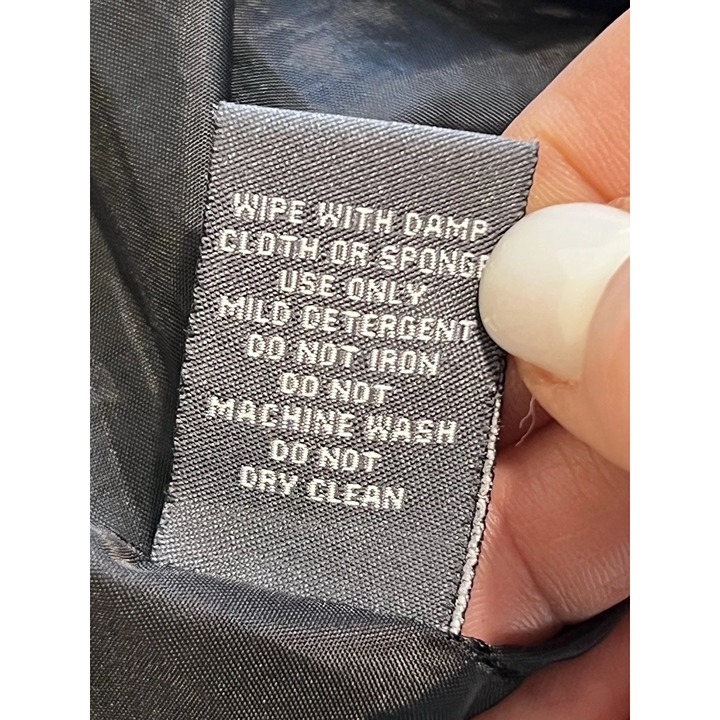 WIPE WITH DAMP
CLOTH OR SPONGE
USE ONLY
MILD DETERGENT
DO NOT IRON
DO NOT
MACHINE WASH
DO NOT
DRY CLEAN